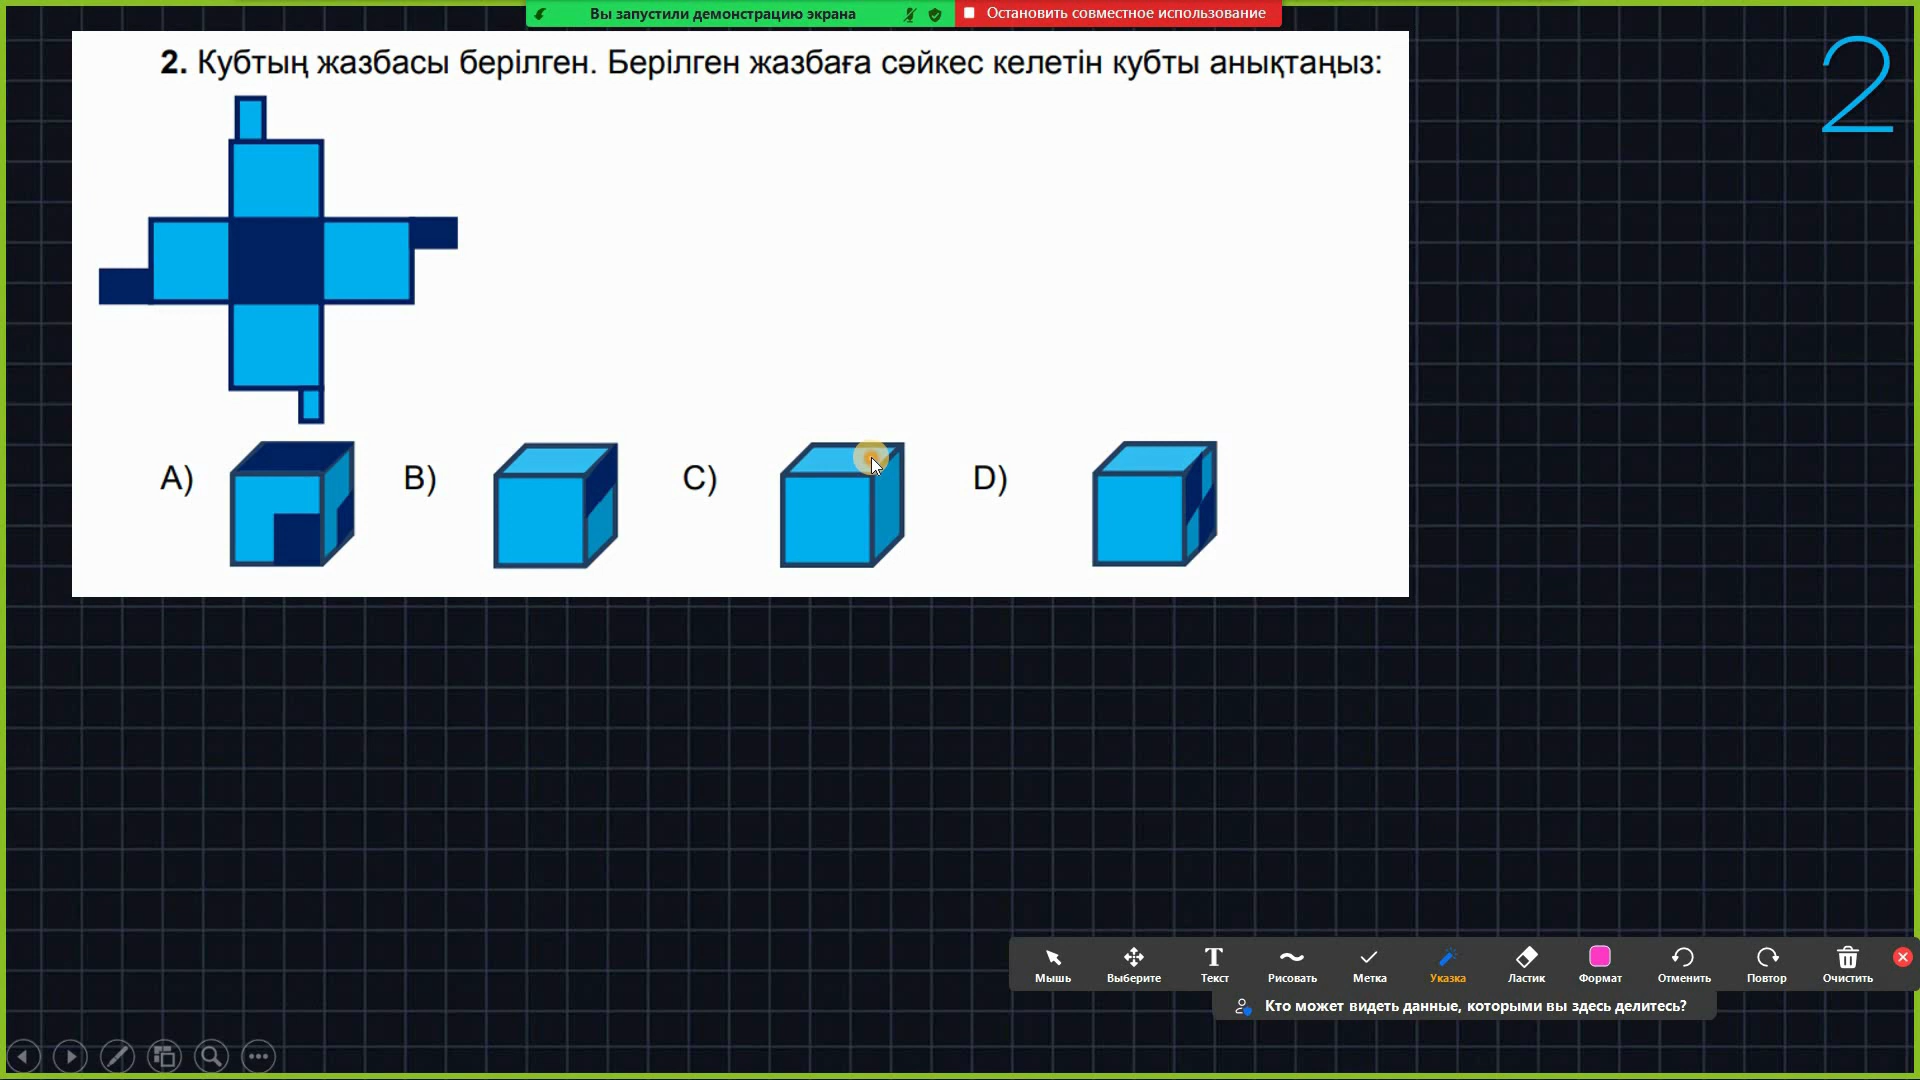 Вы запустили демонстрацию экрана
Остановить совместное использование
2. Кубтың жазбасы берілген. Берілген жазбаға сәйкес келетін кубты анықтаңыз:
2
A) B) C) D)
Мышь Выберите Текст Рисовать Метка Указка Ластик Формат Отменить Повтор Очистить
Кто может видеть данные, которыми вы здесь делитесь?